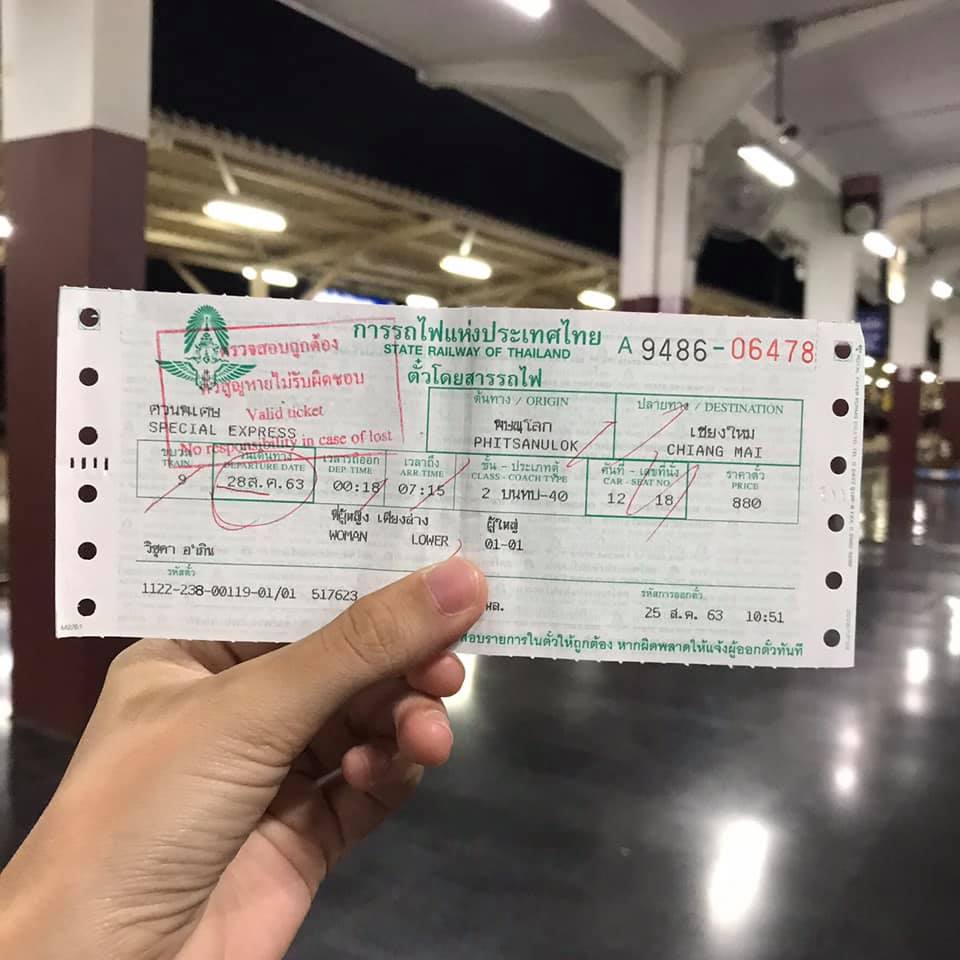 การรถไฟแห่งประเทศไทย
STATE RAILWAY OF THAILAND
A 9486-06478
ตั๋วโดยสารรถไฟ
ตรวจสอบถูกต้อง
สูญหายไม่รับผิดชอบ
Valid ticket
No responsibility in case of lost
ด่วนพิเศษ
SPECIAL EXPRESS
ต้นทาง / ORIGIN
พิษณุโลก
PHITSANULOK
ปลายทาง / DESTINATION
เชียงใหม่
CHIANG MAI
ขบวนที่ วันเดินทาง เวลารถออก เวลาถึง ชั้น - ประเภทตู้ คันที่ - เลขที่นั่ง ราคาตั๋ว
TRAIN DEPARTURE DATE DEP.TIME ARR.TIME CLASS - COACH TYPE CAR - SEAT NO. PRICE
9 28ส.ค.63 00:18 07:15 2 บนทป-40 12 18 880
ที่ผู้หญิง เตียงล่าง ผู้ใหญ่
WOMAN LOWER 01-01
รหัสตั๋ว
1122-238-00119-01/01 517623
รหัสการออกตั๋ว
พล. 25 ส.ค. 63 10:51
สอบรายการในตั๋วให้ถูกต้อง หากผิดพลาดให้แจ้งผู้ออกตั๋วทันที